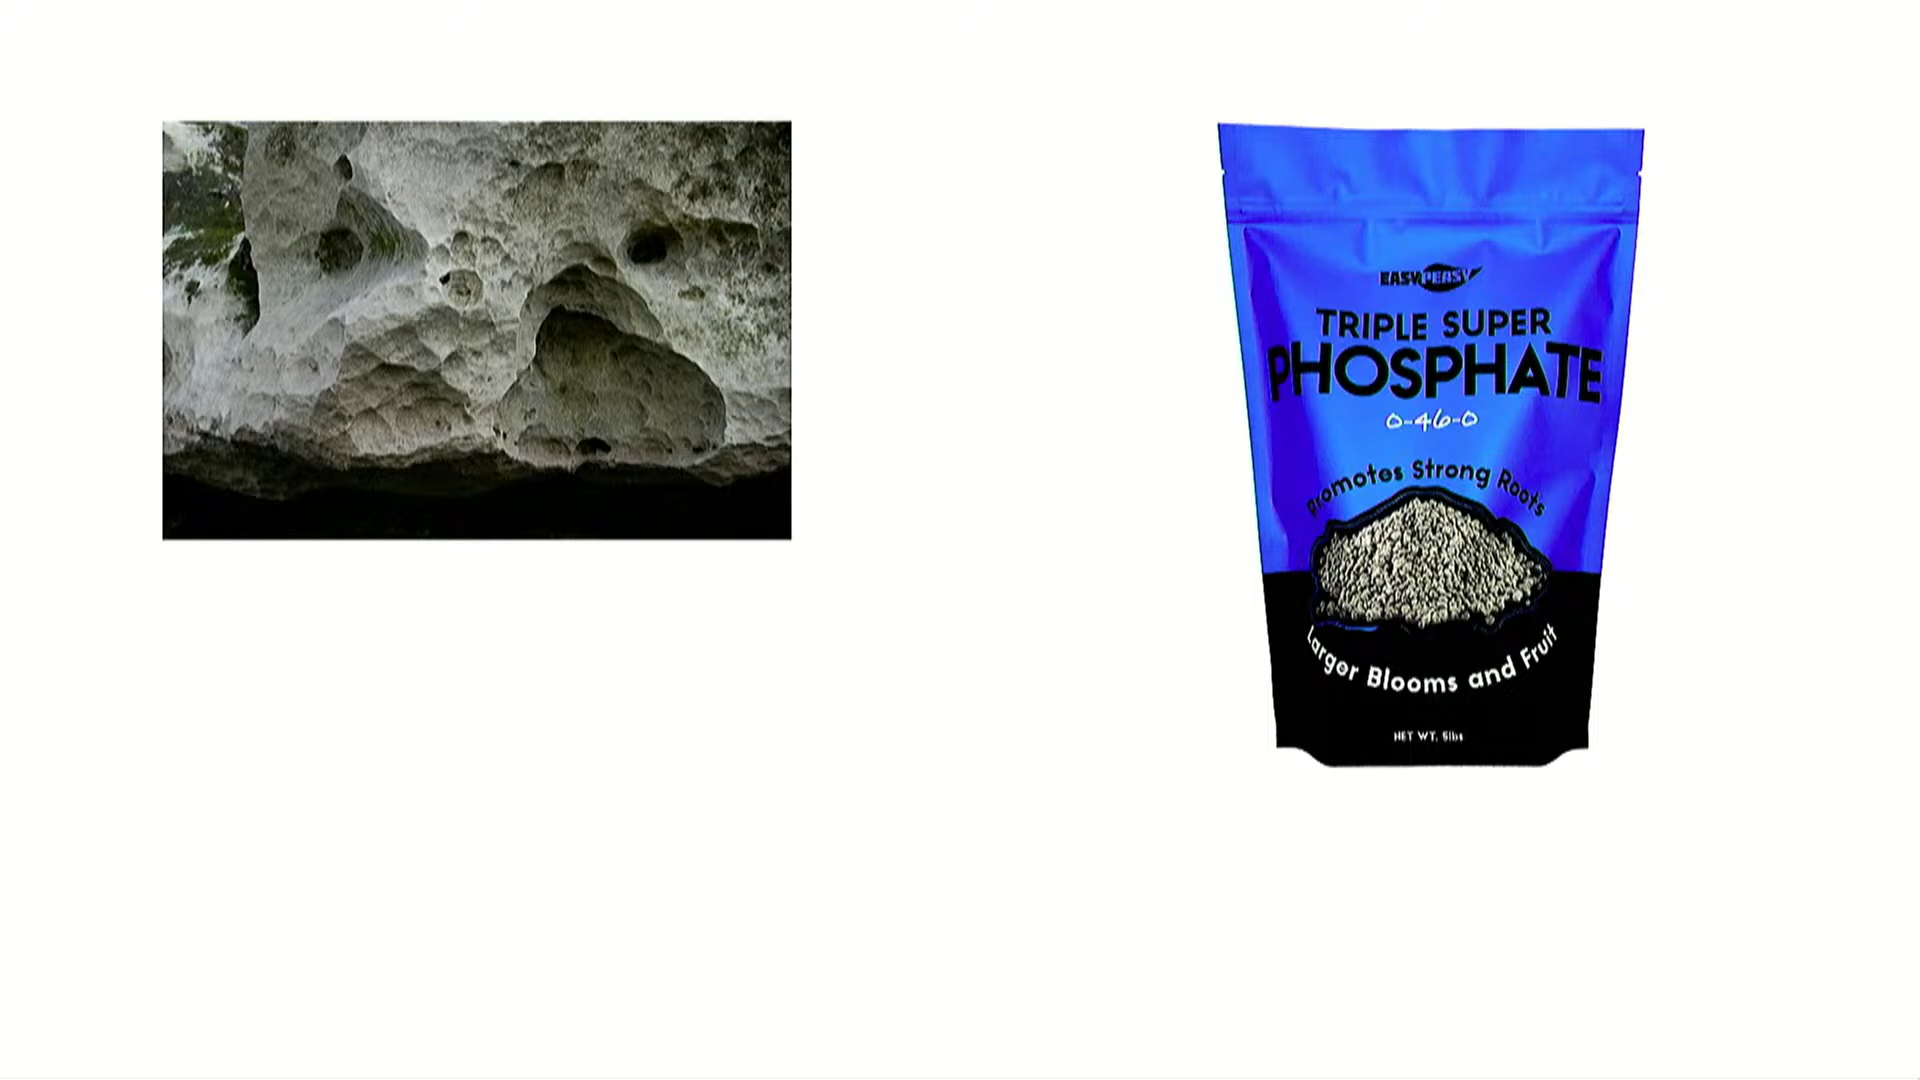 EASY PEASY
TRIPLE SUPER
PHOSPHATE
0-46-0
Promotes Strong Roots
Larger Blooms and Fruit
NET WT. 5lbs